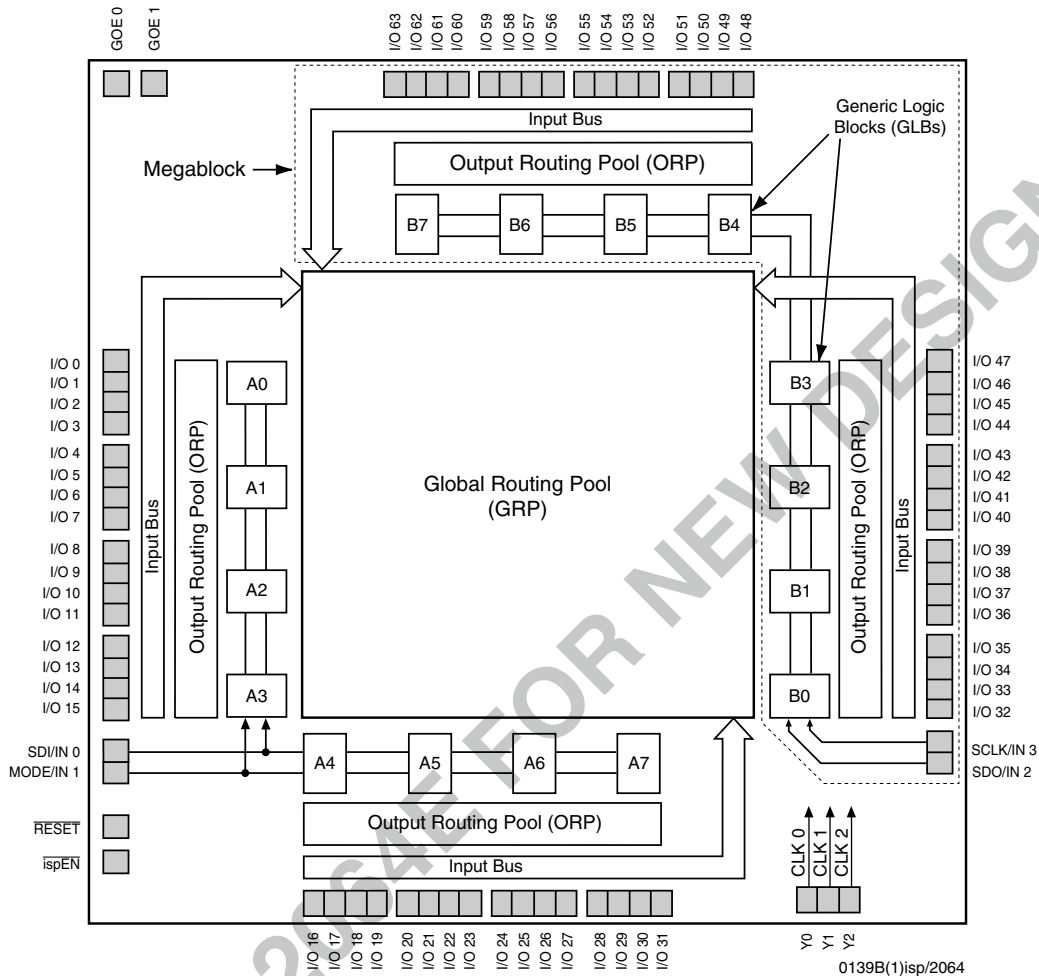 GOE 0
GOE 1
I/O 63
I/O 62
I/O 61
I/O 60
I/O 59
I/O 58
I/O 57
I/O 56
I/O 55
I/O 54
I/O 53
I/O 52
I/O 51
I/O 50
I/O 49
I/O 48
Input Bus
Generic Logic
Blocks (GLBs)
Megablock
Output Routing Pool (ORP)
B7
B6
B5
B4
I/O 0
I/O 1
I/O 2
I/O 3
I/O 4
I/O 5
I/O 6
I/O 7
I/O 8
I/O 9
I/O 10
I/O 11
I/O 12
I/O 13
I/O 14
I/O 15
Input Bus
Output Routing Pool (ORP)
A0
A1
A2
A3
Global Routing Pool
(GRP)
B3
B2
B1
B0
Output Routing Pool (ORP)
Input Bus
I/O 47
I/O 46
I/O 45
I/O 44
I/O 43
I/O 42
I/O 41
I/O 40
I/O 39
I/O 38
I/O 37
I/O 36
I/O 35
I/O 34
I/O 33
I/O 32
SDI/IN 0
MODE/IN 1
A4
A5
A6
A7
SCLK/IN 3
SDO/IN 2
RESET
ispEN
Output Routing Pool (ORP)
Input Bus
CLK 0
CLK 1
CLK 2
I/O 16
I/O 17
I/O 18
I/O 19
I/O 20
I/O 21
I/O 22
I/O 23
I/O 24
I/O 25
I/O 26
I/O 27
I/O 28
I/O 29
I/O 30
I/O 31
Y0
Y1
Y2
0139B(1)isp/2064
2064E FOR NEW DESIGN